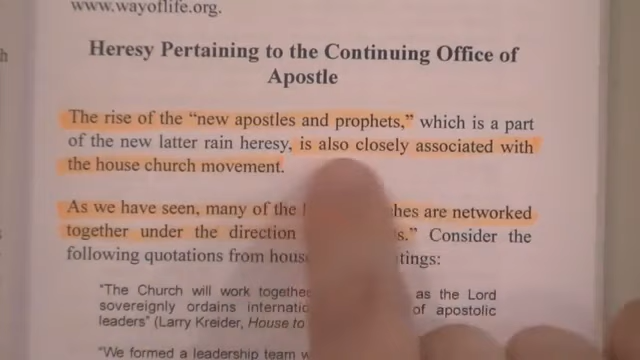 www.wayoflife.org.
Heresy Pertaining to the Continuing Office of
Apostle
The rise of the “new apostles and prophets,” which is a part
of the new latter rain heresy, is also closely associated with
the house church movement.
As we have seen, many of the hes are networked
together under the direction s.” Consider the
following quotations from hous tings:
"The Church will work togethe as the Lord
sovereignly ordains internatio of apostolic
leaders" (Larry Kreider, House to
"We formed a leadership team w